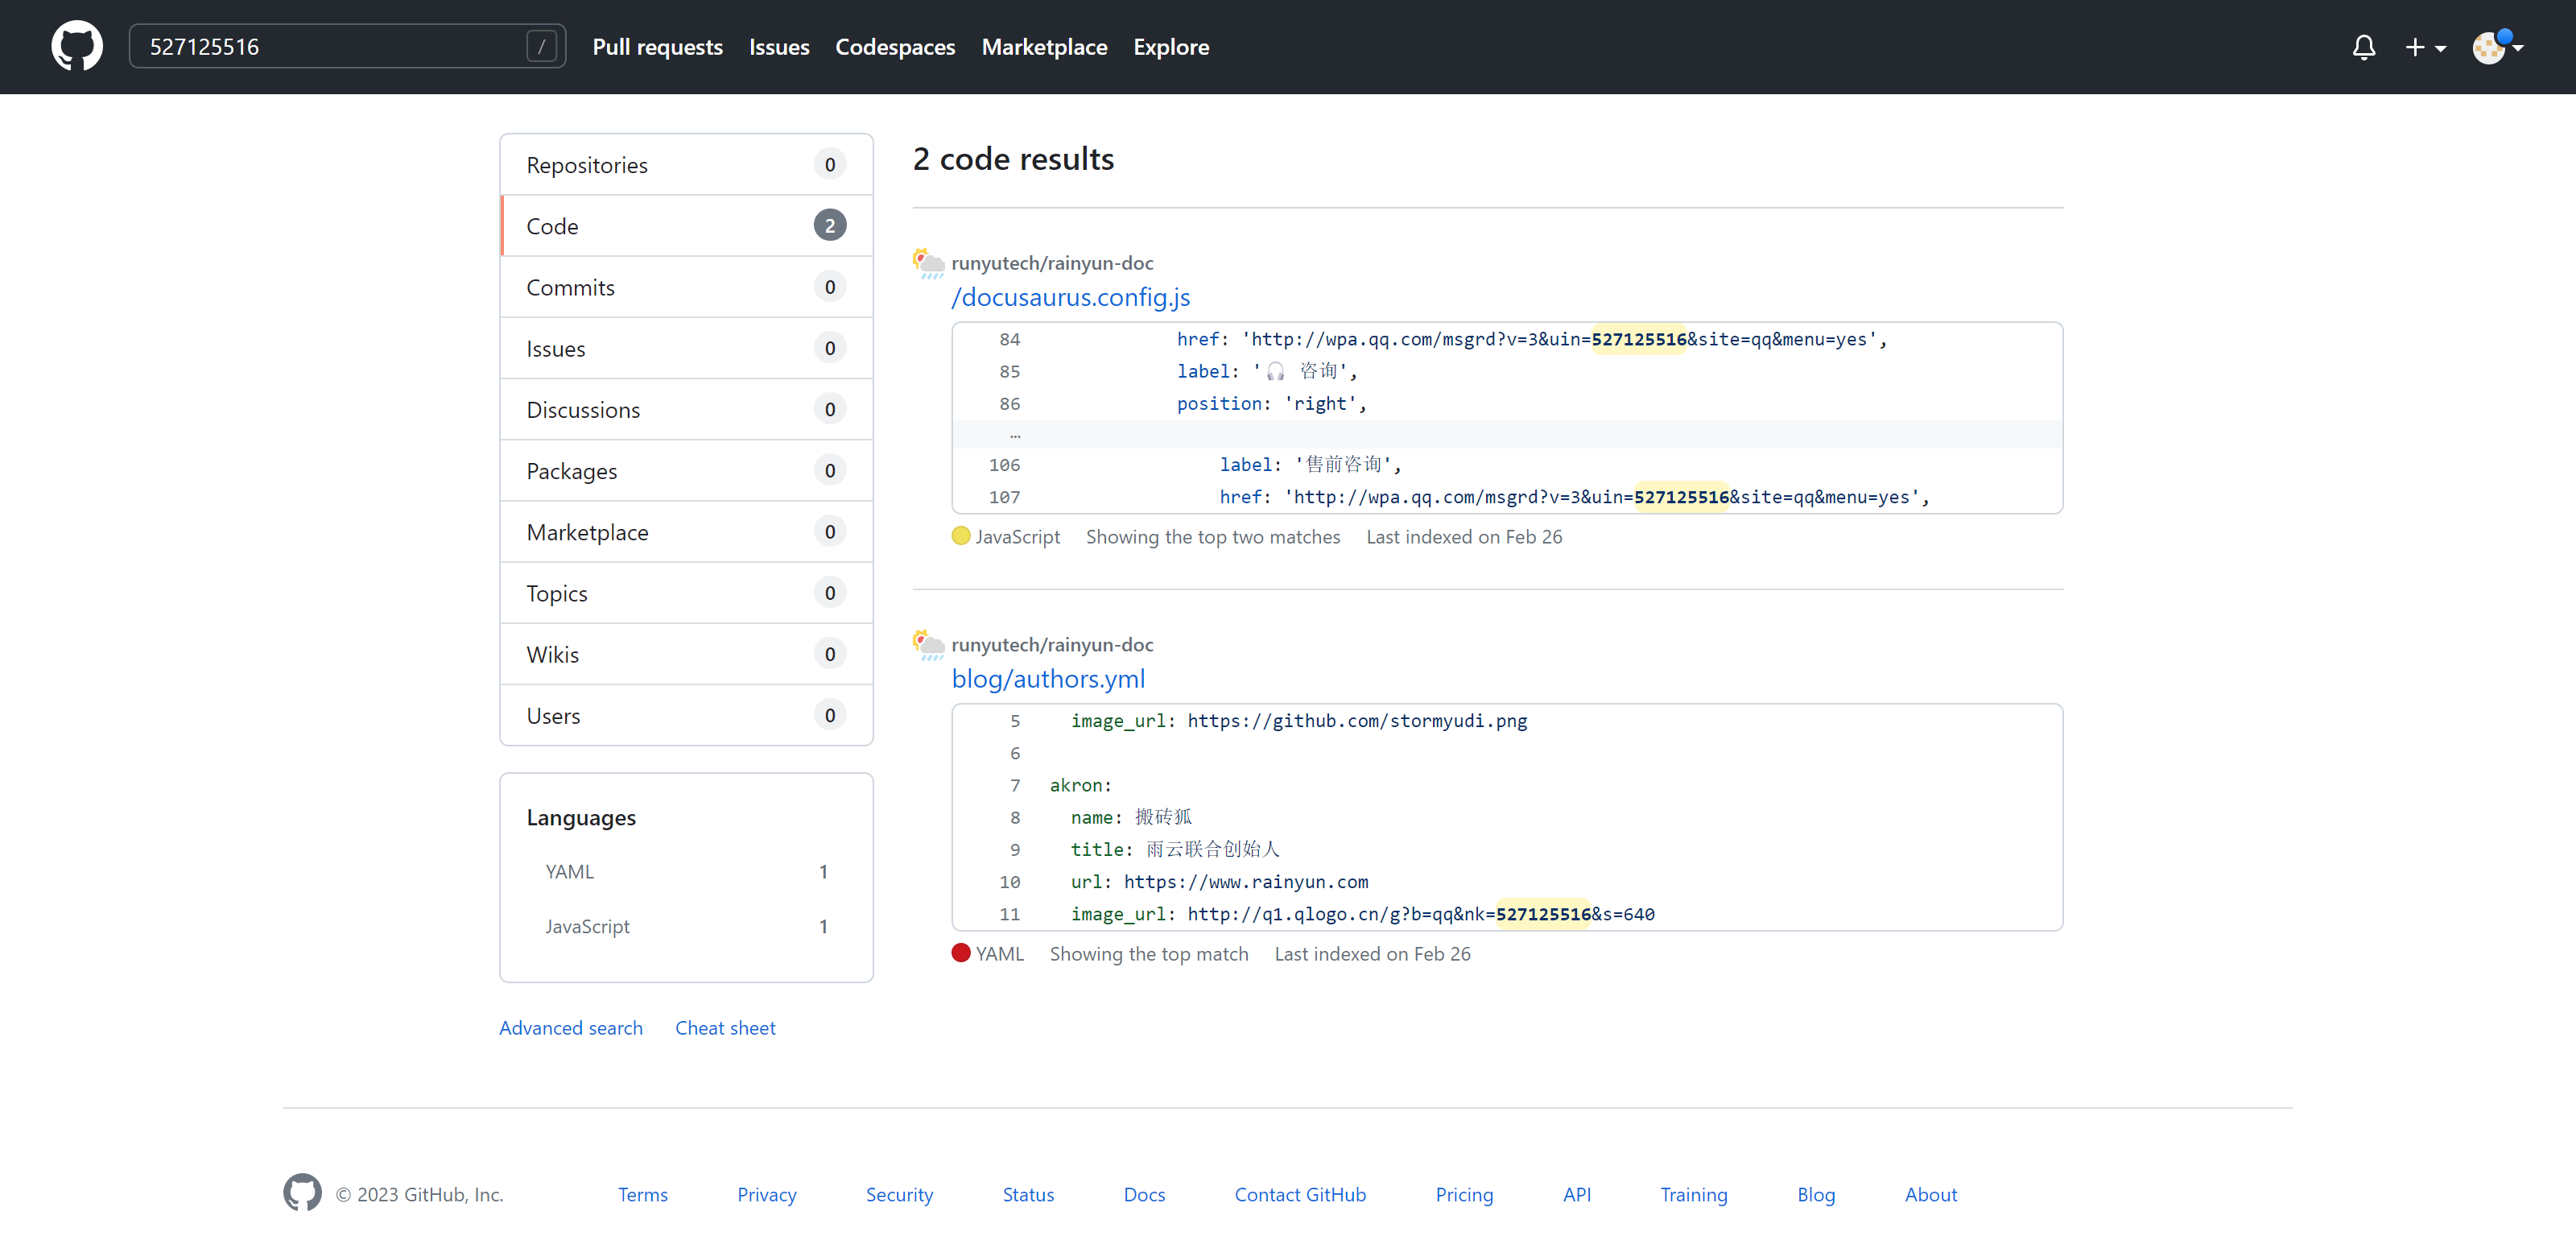 527125516 /
Pull requests Issues Codespaces Marketplace Explore
Repositories 0
Code 2
Commits 0
Issues 0
Discussions 0
Packages 0
Marketplace 0
Topics 0
Wikis 0
Users 0
Languages
YAML 1
JavaScript 1
Advanced search Cheat sheet
2 code results
runyutech/rainyun-doc
/docusaurus.config.js
84 href: 'http://wpa.qq.com/msgrd?v=3&uin=527125516&site=qq&menu=yes',
85 label: '🎧 咨询',
86 position: 'right',
…
106 label: '售前咨询',
107 href: 'http://wpa.qq.com/msgrd?v=3&uin=527125516&site=qq&menu=yes',
JavaScript Showing the top two matches Last indexed on Feb 26
runyutech/rainyun-doc
blog/authors.yml
5 image_url: https://github.com/stormyudi.png
6
7 akron:
8 name: 搬砖狐
9 title: 雨云联合创始人
10 url: https://www.rainyun.com
11 image_url: http://q1.qlogo.cn/g?b=qq&nk=527125516&s=640
YAML Showing the top match Last indexed on Feb 26
© 2023 GitHub, Inc. Terms Privacy Security Status Docs Contact GitHub Pricing API Training Blog About